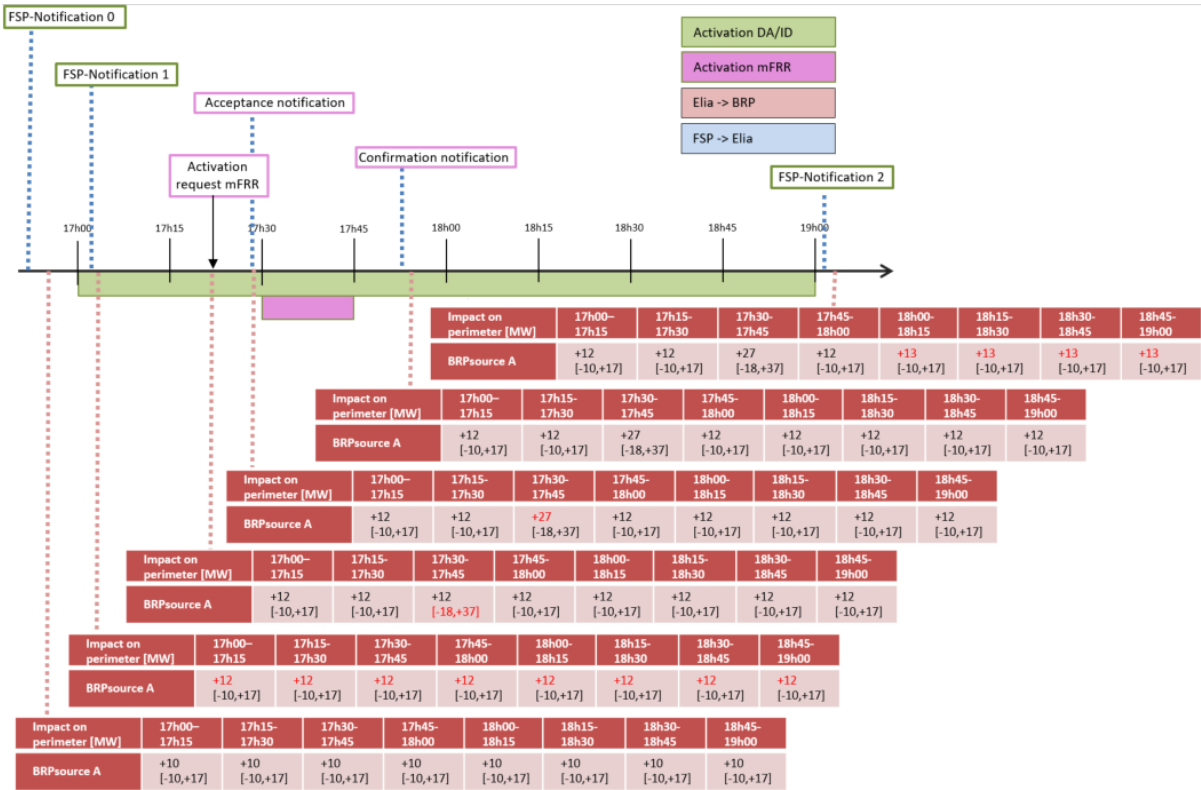 FSP-Notification 0
Activation DA/ID
FSP-Notification 1
Activation mFRR
Acceptance notification
Elia -> BRP
FSP -> Elia
Activation
request mFRR
Confirmation notification
FSP-Notification 2
17h00 17h15 17h30 17h45 18h00 18h15 18h30 18h45 19h00
Impact on perimeter [MW] 17h00–17h15 17h15-17h30 17h30-17h45 17h45-18h00 18h00-18h15 18h15-18h30 18h30-18h45 18h45-19h00
BRPsource A +12 +12 +27 +12 +13 +13 +13 +13
[-10,+17] [-10,+17] [-18,+37] [-10,+17] [-10,+17] [-10,+17] [-10,+17] [-10,+17]
Impact on perimeter [MW] 17h00–17h15 17h15-17h30 17h30-17h45 17h45-18h00 18h00-18h15 18h15-18h30 18h30-18h45 18h45-19h00
BRPsource A +12 +12 +27 +12 +12 +12 +12 +12
[-10,+17] [-10,+17] [-18,+37] [-10,+17] [-10,+17] [-10,+17] [-10,+17] [-10,+17]
Impact on perimeter [MW] 17h00–17h15 17h15-17h30 17h30-17h45 17h45-18h00 18h00-18h15 18h15-18h30 18h30-18h45 18h45-19h00
BRPsource A +12 +12 +27 +12 +12 +12 +12 +12
[-10,+17] [-10,+17] [-18,+37] [-10,+17] [-10,+17] [-10,+17] [-10,+17] [-10,+17]
Impact on perimeter [MW] 17h00–17h15 17h15-17h30 17h30-17h45 17h45-18h00 18h00-18h15 18h15-18h30 18h30-18h45 18h45-19h00
BRPsource A +12 +12 +12 +12 +12 +12 +12 +12
[-10,+17] [-10,+17] [-18,+37] [-10,+17] [-10,+17] [-10,+17] [-10,+17] [-10,+17]
Impact on perimeter [MW] 17h00–17h15 17h15-17h30 17h30-17h45 17h45-18h00 18h00-18h15 18h15-18h30 18h30-18h45 18h45-19h00
BRPsource A +12 +12 +12 +12 +12 +12 +12 +12
[-10,+17] [-10,+17] [-10,+17] [-10,+17] [-10,+17] [-10,+17] [-10,+17] [-10,+17]
Impact on perimeter [MW] 17h00–17h15 17h15-17h30 17h30-17h45 17h45-18h00 18h00-18h15 18h15-18h30 18h30-18h45 18h45-19h00
BRPsource A +10 +10 +10 +10 +10 +10 +10 +10
[-10,+17] [-10,+17] [-10,+17] [-10,+17] [-10,+17] [-10,+17] [-10,+17] [-10,+17]